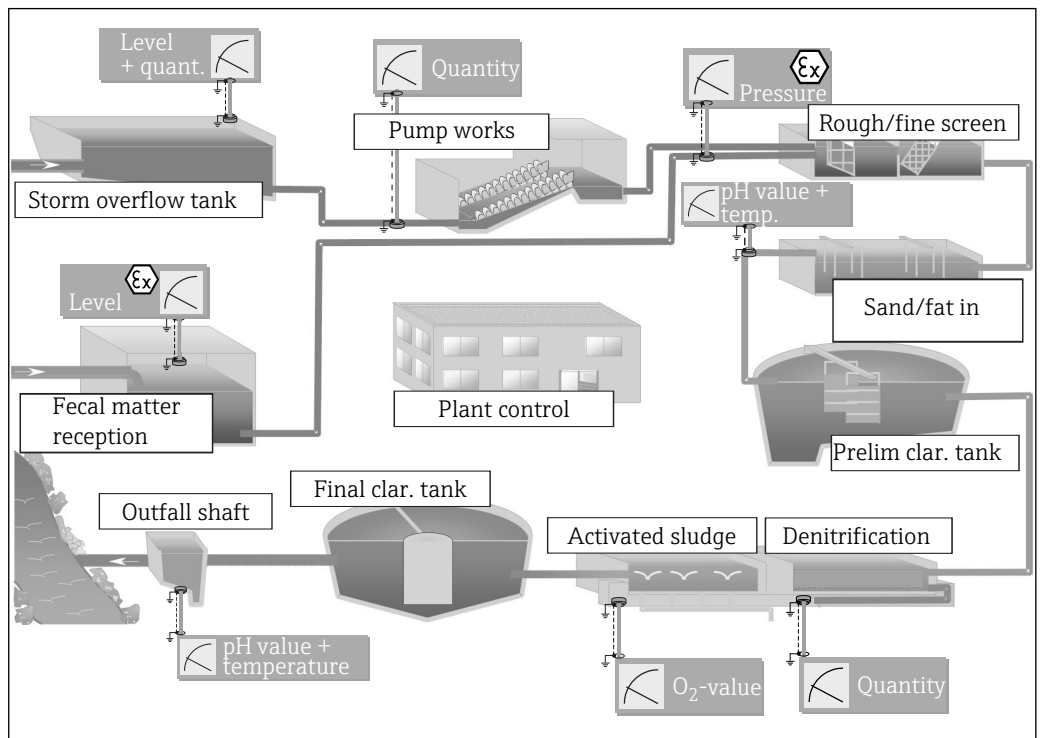 Level
+ quant.
Quantity
εx
Pressure
Pump works
Rough/fine screen
Storm overflow tank
pH value +
temp.
εx
Level
Sand/fat in
Fecal matter
reception
Plant control
Prelim clar. tank
Final clar. tank
Outfall shaft
Activated sludge
Denitrification
pH value +
temperature
O₂-value
Quantity